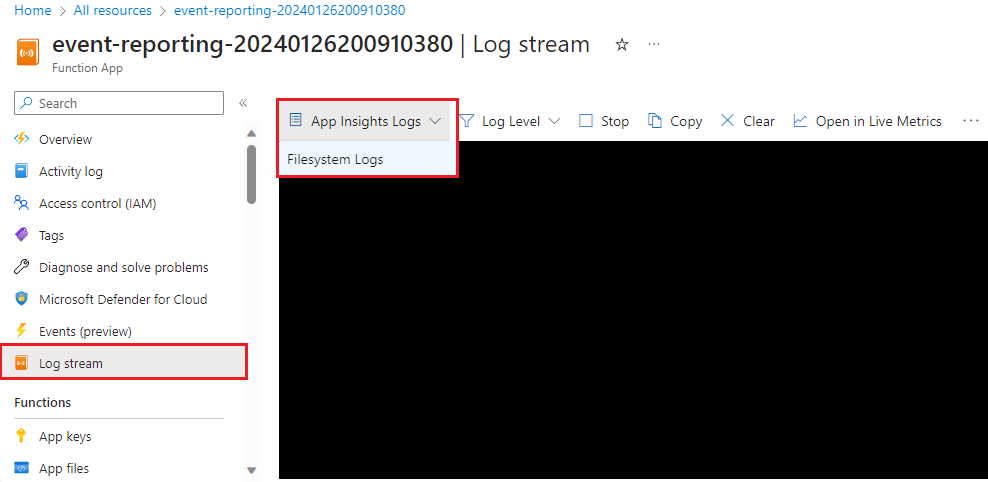 Home > All resources > event-reporting-20240126200910380
event-reporting-20240126200910380 | Log stream ☆ ···
Function App
Search «
Overview
Activity log
Access control (IAM)
Tags
Diagnose and solve problems
Microsoft Defender for Cloud
Events (preview)
Log stream
Functions
App keys
App files
App Insights Logs Log Level Stop Copy Clear Open in Live Metrics ···
Filesystem Logs